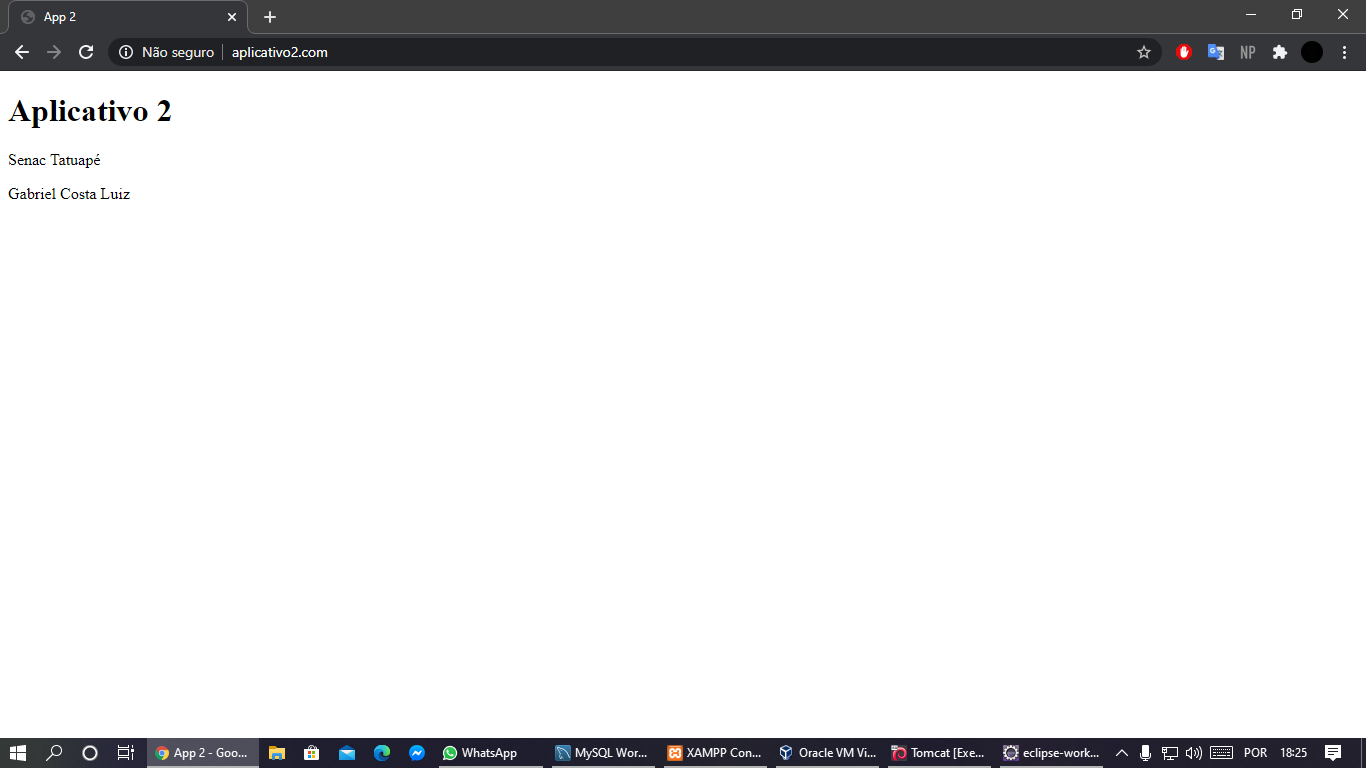 App 2
Não seguro aplicativo2.com
NP
Aplicativo 2
Senac Tatuapé
Gabriel Costa Luiz
App 2 - Goo... WhatsApp MySQL Wor... XAMPP Con... Oracle VM Vi... Tomcat [Exe... eclipse-work... POR 18:25